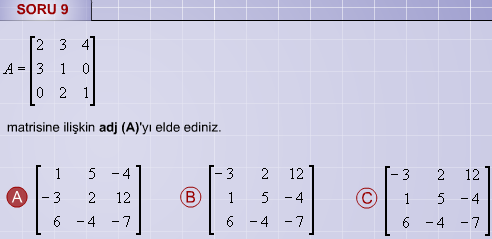 SORU 9
2 3 4
A = 3 1 0
0 2 1
matrisine ilişkin adj (A)'yı elde ediniz.
1 5 -4 -3 2 12 -3 2 12
A -3 2 12 B 1 5 -4 C 1 5 -4
6 -4 -7 6 -4 -7 6 -4 -7